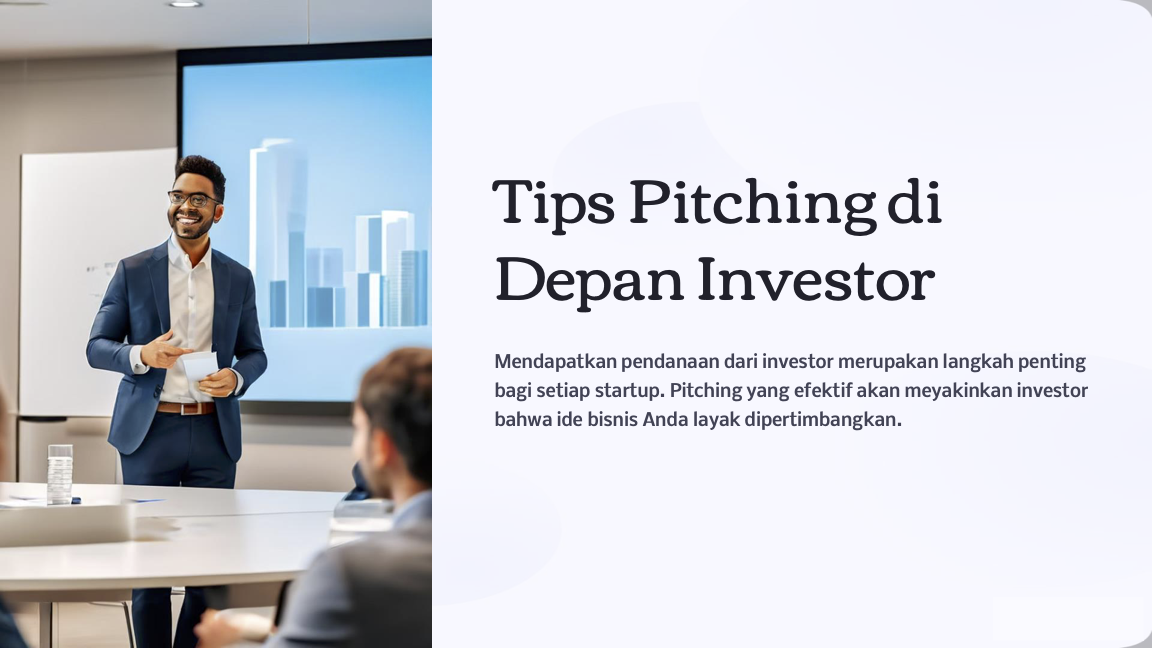 Tips Pitching di
Depan Investor
Mendapatkan pendanaan dari investor merupakan langkah penting
bagi setiap startup. Pitching yang efektif akan meyakinkan investor
bahwa ide bisnis Anda layak dipertimbangkan.